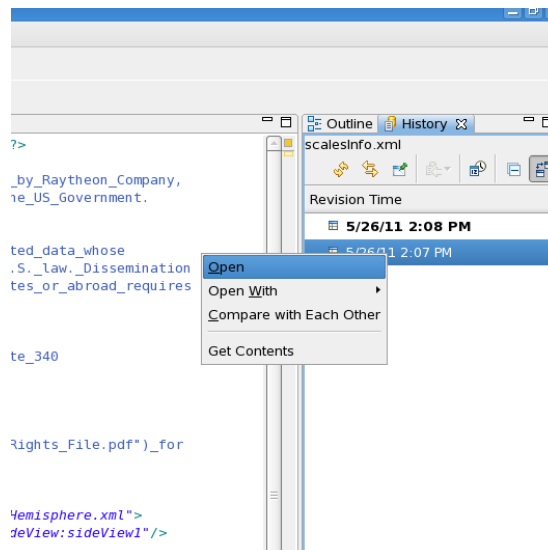 Outline History
?>
scalesInfo.xml
_by_Raytheon_Company,
he_US_Government.
Revision Time
5/26/11 2:08 PM
5/26/11 2:07 PM
ted_data_whose
.S._law._Dissemination
tes_or_abroad_requires
Open
Open With
Compare with Each Other
Get Contents
te_340
Rights_File.pdf")_for
Hemisphere.xml">
deView:sideView1"/>